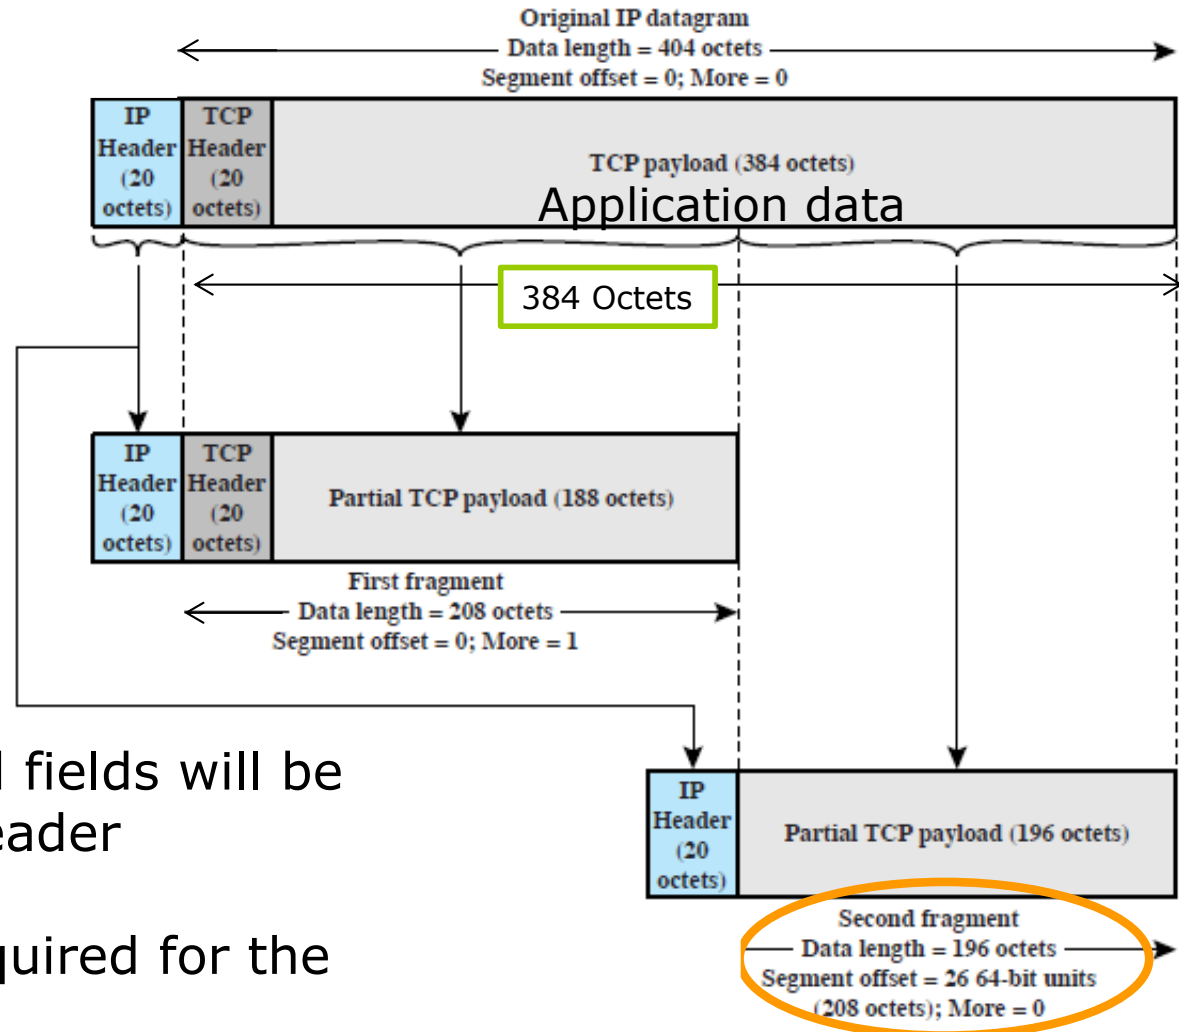 Original IP datagram
Data length = 404 octets
Segment offset = 0; More = 0
IP
Header
(20
octets)
TCP
Header
(20
octets)
TCP payload (384 octets)
Application data
384 Octets
IP
Header
(20
octets)
TCP
Header
(20
octets)
Partial TCP payload (188 octets)
First fragment
Data length = 208 octets
Segment offset = 0; More = 1
fields will be
eader
quired for the
IP
Header
(20
octets)
Partial TCP payload (196 octets)
Second fragment
Data length = 196 octets
Segment offset = 26 64-bit units
(208 octets); More = 0